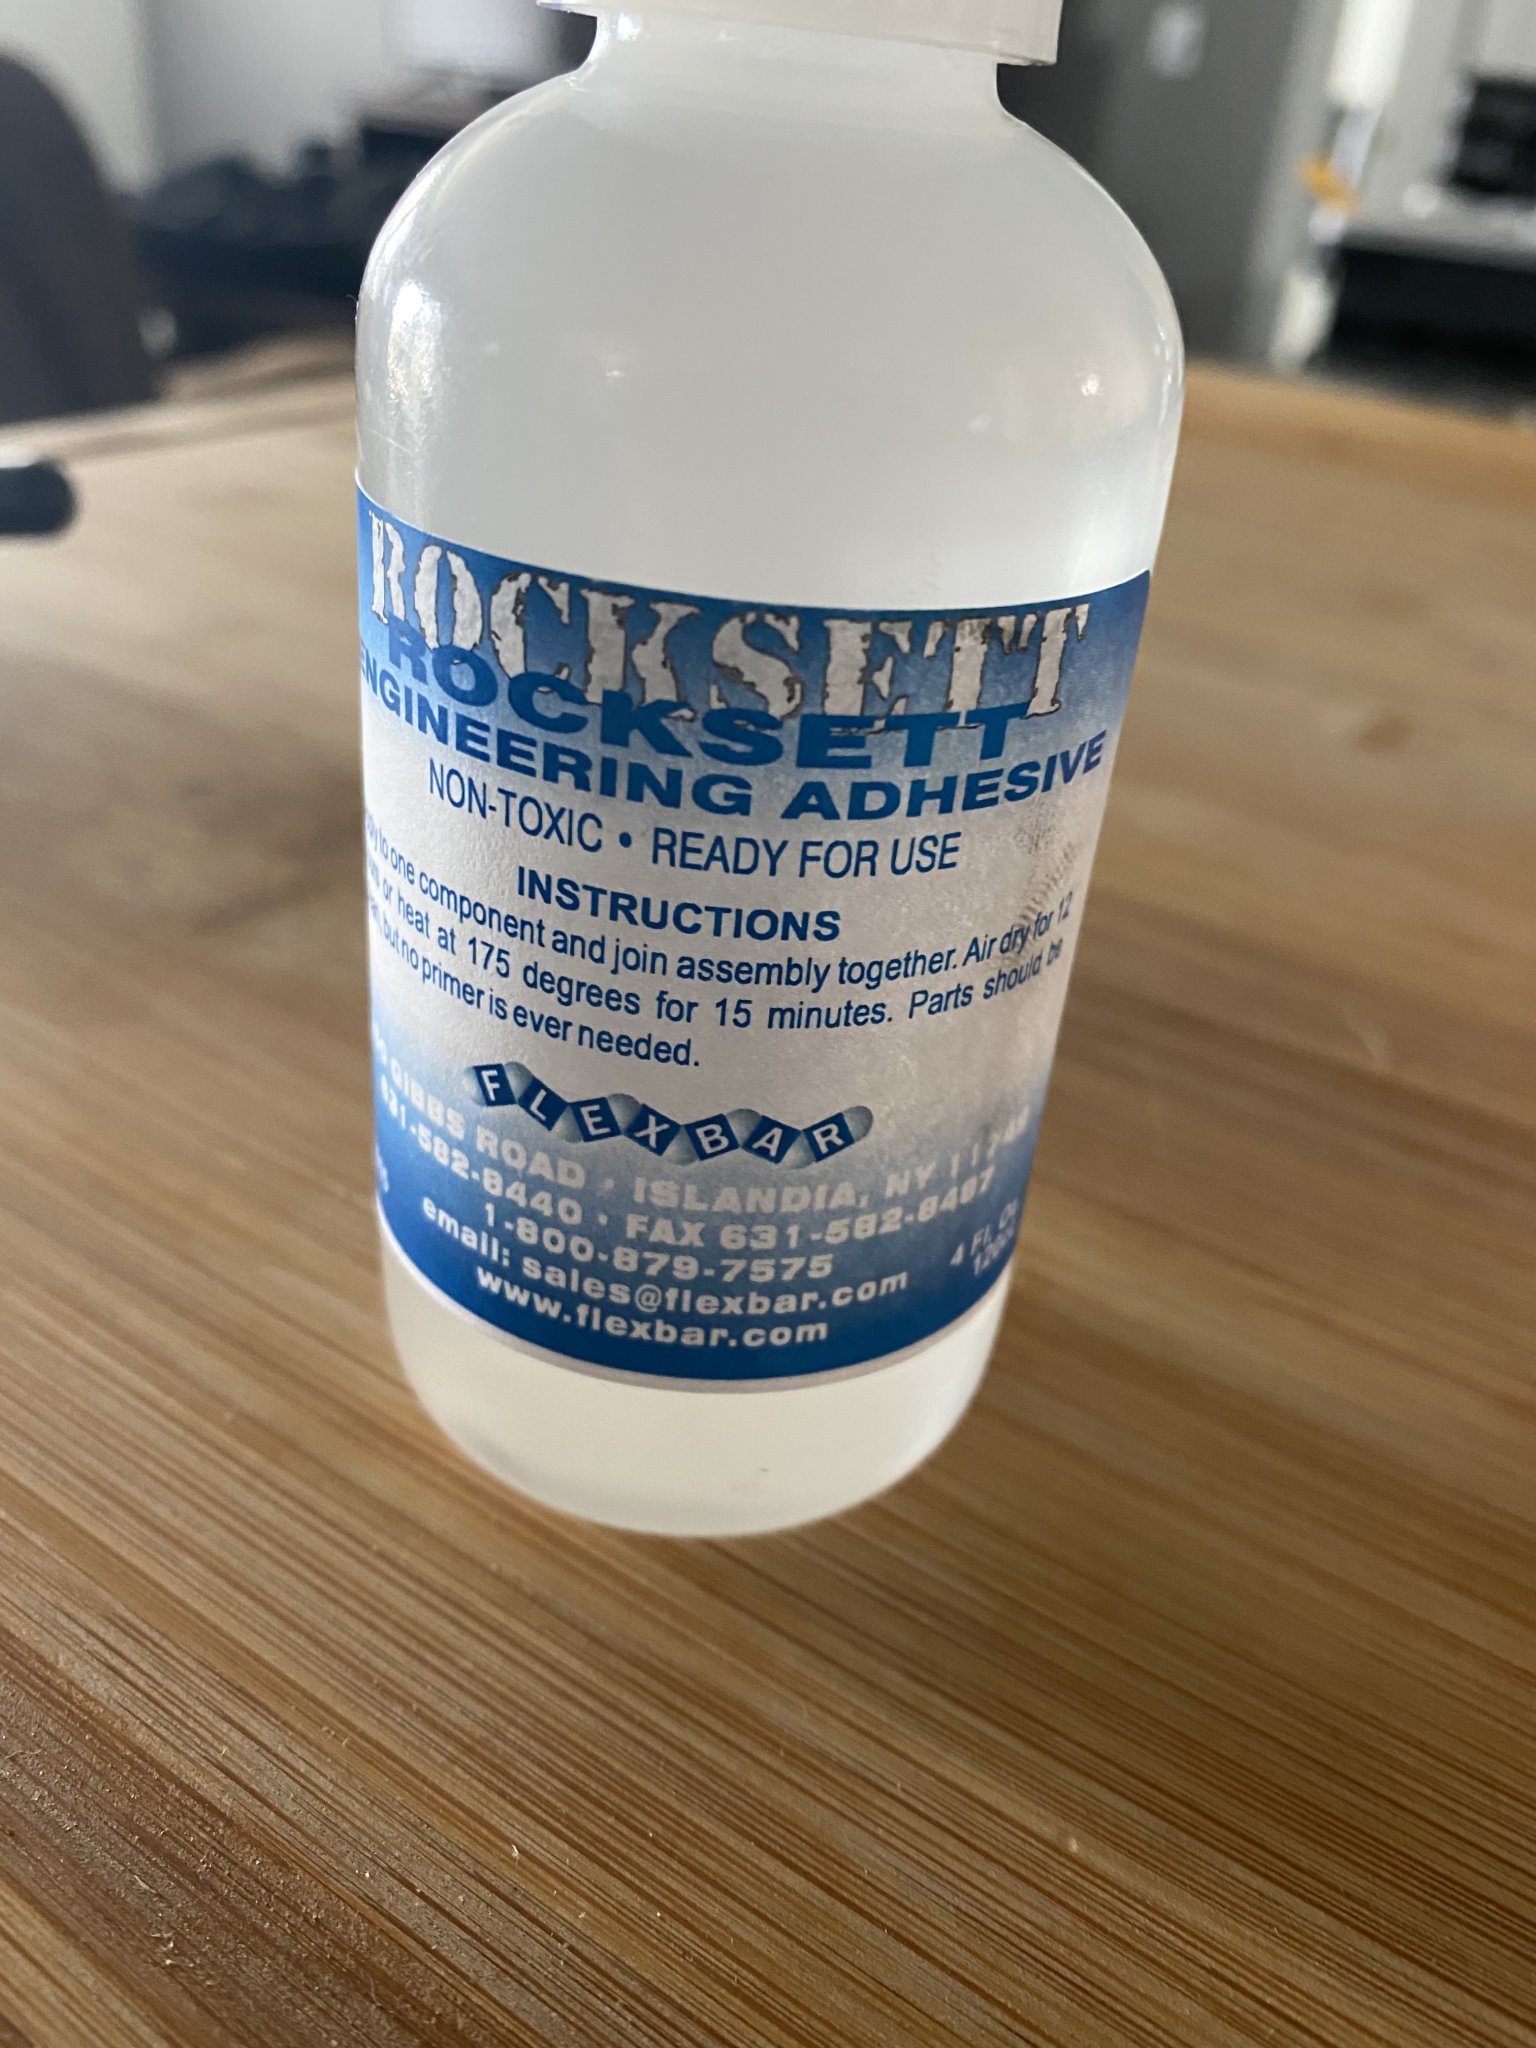 ROCKSETT
ROCKSETT
ENGINEERING ADHESIVE
NON-TOXIC • READY FOR USE
INSTRUCTIONS
to one component and join assembly together. Air dry for 12
or heat at 175 degrees for 15 minutes. Parts should be
but no primer is ever needed.
FLEXBAR
GIBBS ROAD • ISLANDIA, NY
631-582-8440 • FAX 631-582-8487
1-800-879-7575
email: sales@flexbar.com
www.flexbar.com
4 Fl. Oz